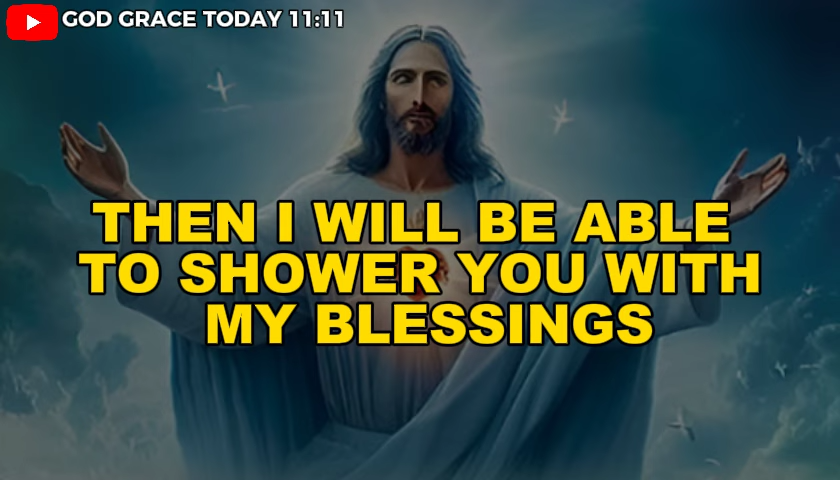 GOD GRACE TODAY 11:11
THEN I WILL BE ABLE
TO SHOWER YOU WITH
MY BLESSINGS